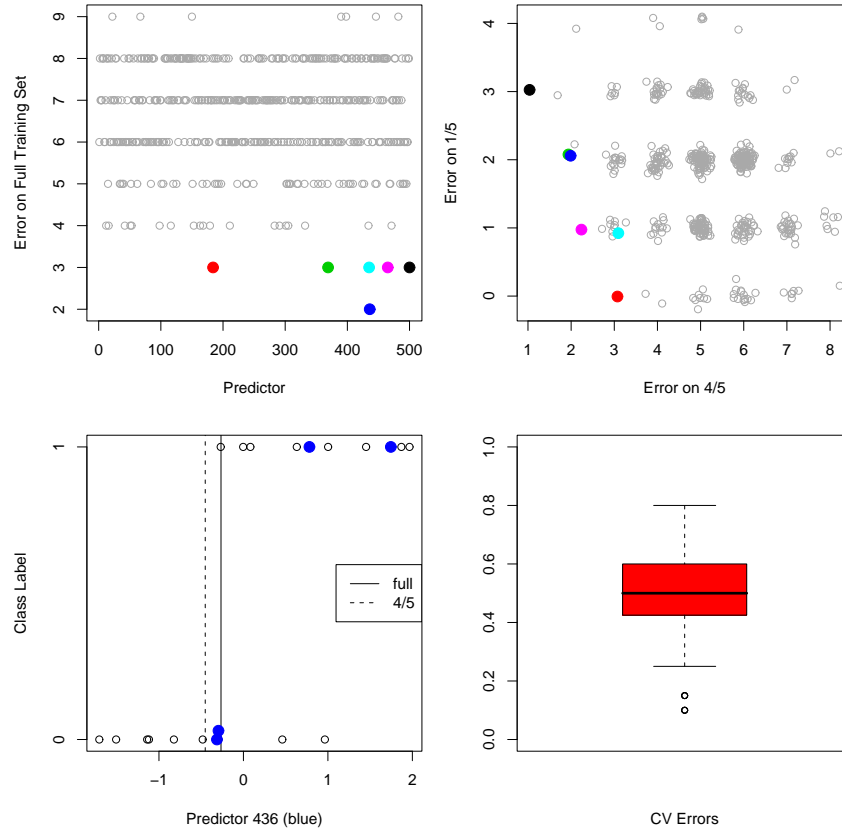 9
8
7
6
5
4
3
2
Error on Full Training Set
0 100 200 300 400 500
Predictor
4
3
2
1
0
Error on 1/5
1 2 3 4 5 6 7 8
Error on 4/5
1
0
Class Label
full
4/5
−1 0 1 2
Predictor 436 (blue)
1.0
0.8
0.6
0.4
0.2
0.0
CV Errors